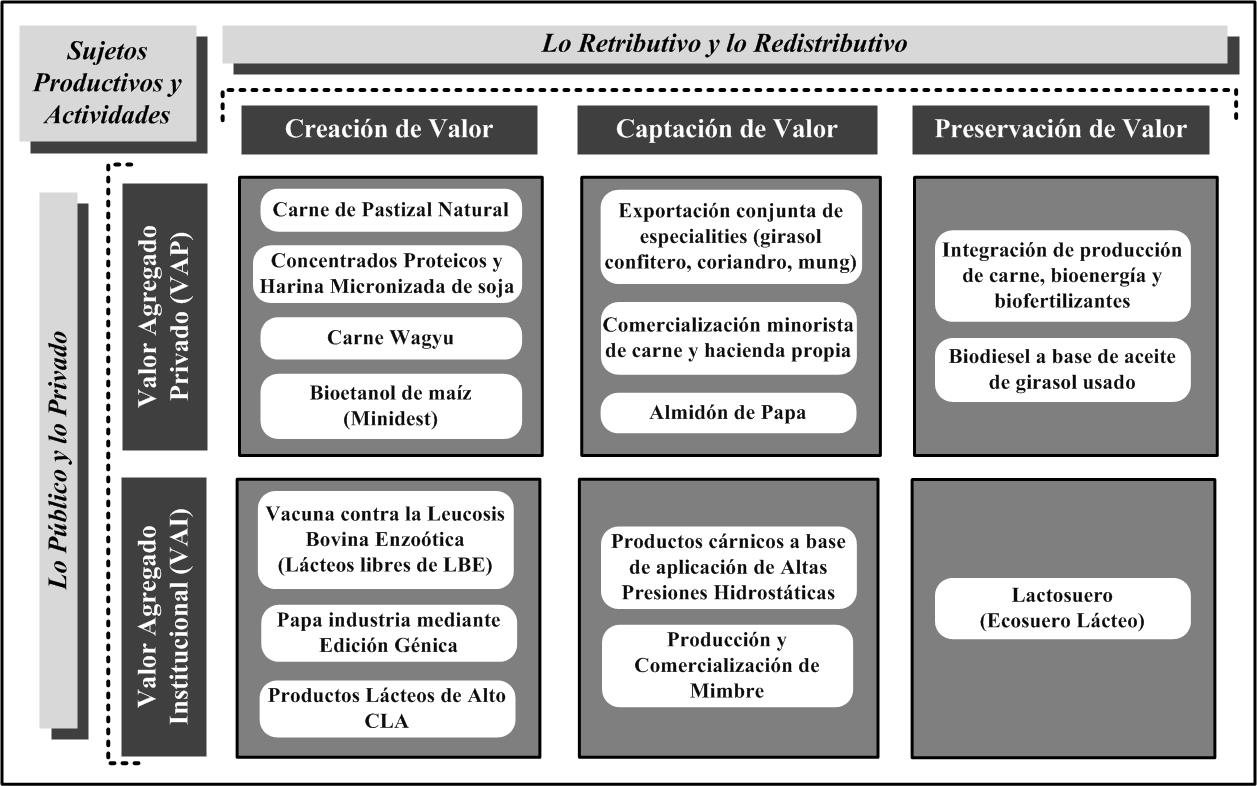 Sujetos
Productivos y
Actividades
Lo Retributivo y lo Redistributivo
Creación de Valor
Captación de Valor
Preservación de Valor
Lo Público y lo Privado
Valor Agregado
Privado (VAP)
Carne de Pastizal Natural
Concentrados Proteicos y
Harina Micronizada de soja
Carne Wagyu
Bioetanol de maíz
(Minidest)
Exportación conjunta de
especialities (girasol
confitero, coriandro, mung)
Comercialización minorista
de carne y hacienda propia
Almidón de Papa
Integración de producción
de carne, bioenergía y
biofertilizantes
Biodiesel a base de aceite
de girasol usado
Valor Agregado
Institucional (VAI)
Vacuna contra la Leucosis
Bovina Enzoótica
(Lácteos libres de LBE)
Papa industria mediante
Edición Génica
Productos Lácteos de Alto
CLA
Productos cárnicos a base
de aplicación de Altas
Presiones Hidrostáticas
Producción y
Comercialización de
Mimbre
Lactosuero
(Ecosuero Lácteo)